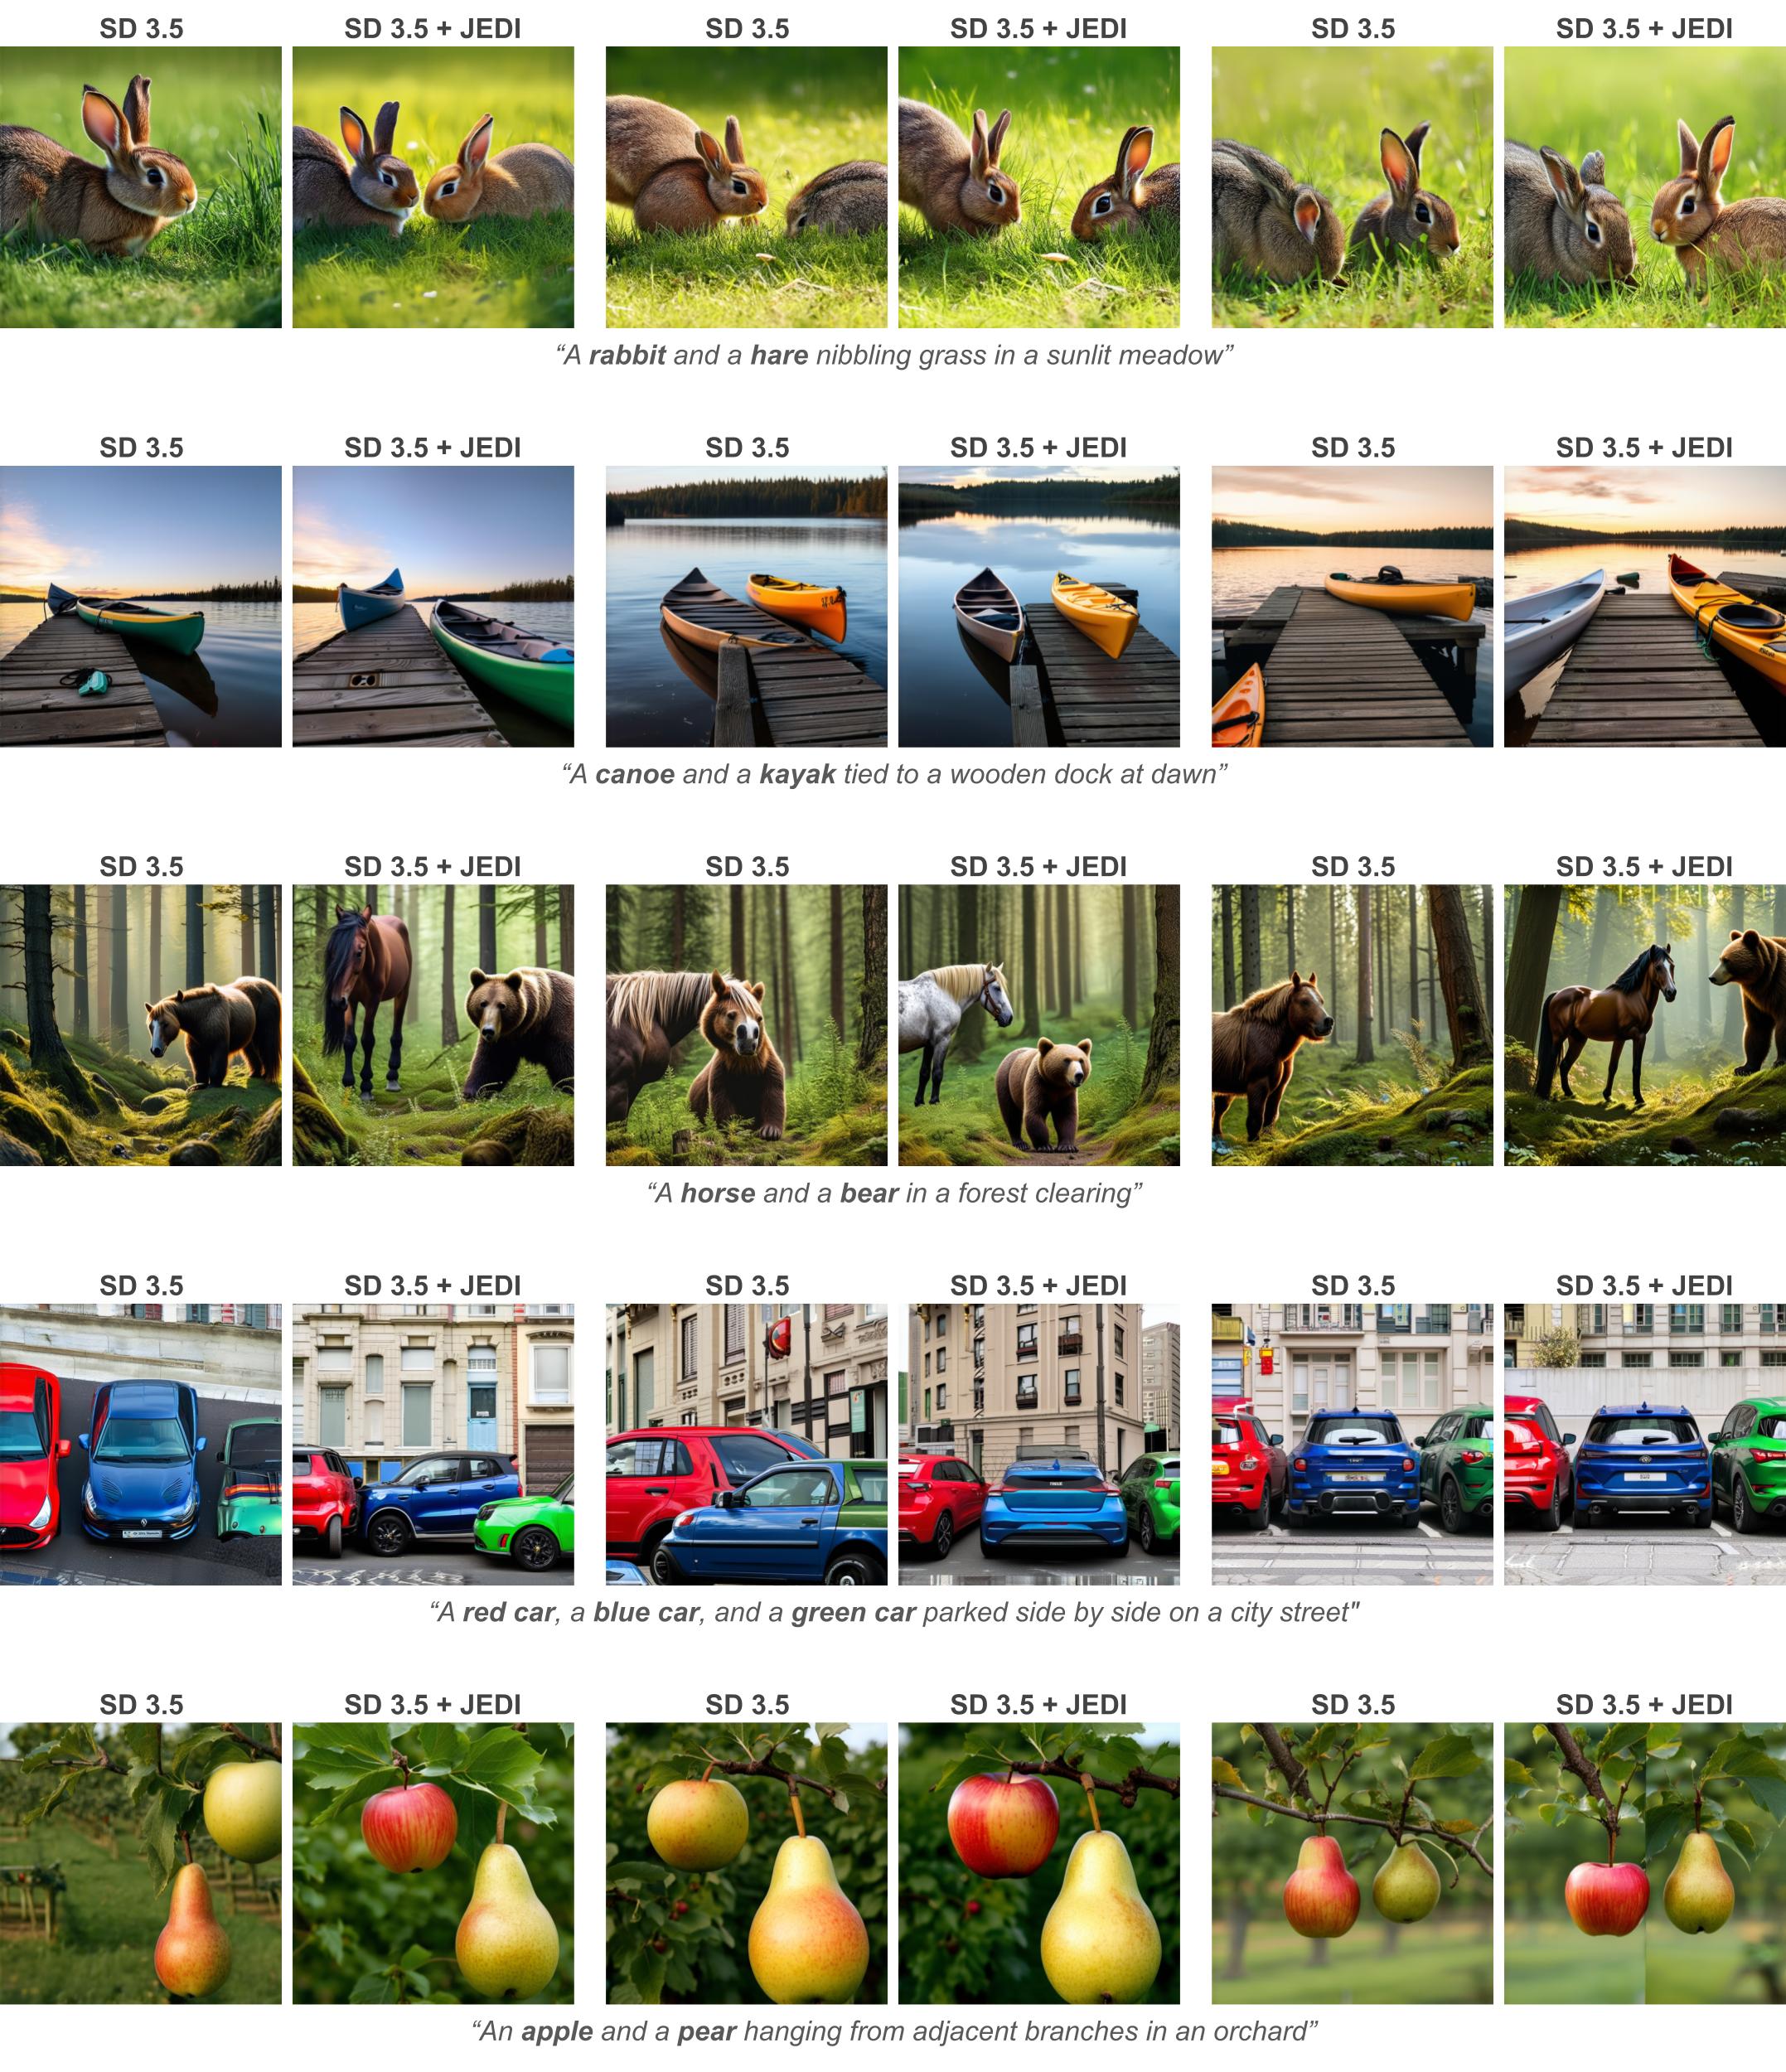 SD 3.5 SD 3.5 + JEDI SD 3.5 SD 3.5 + JEDI SD 3.5 SD 3.5 + JEDI
“A rabbit and a hare nibbling grass in a sunlit meadow”
SD 3.5 SD 3.5 + JEDI SD 3.5 SD 3.5 + JEDI SD 3.5 SD 3.5 + JEDI
“A canoe and a kayak tied to a wooden dock at dawn”
SD 3.5 SD 3.5 + JEDI SD 3.5 SD 3.5 + JEDI SD 3.5 SD 3.5 + JEDI
“A horse and a bear in a forest clearing”
SD 3.5 SD 3.5 + JEDI SD 3.5 SD 3.5 + JEDI SD 3.5 SD 3.5 + JEDI
“A red car, a blue car, and a green car parked side by side on a city street"
SD 3.5 SD 3.5 + JEDI SD 3.5 SD 3.5 + JEDI SD 3.5 SD 3.5 + JEDI
“An apple and a pear hanging from adjacent branches in an orchard”